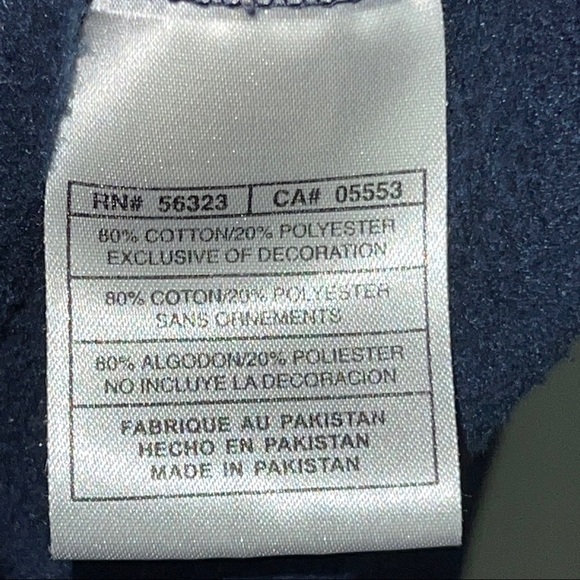 RN# 56323 CA# 05553
80% COTTON/20% POLYESTER
EXCLUSIVE OF DECORATION
80% COTON/20% POLYESTER
SANS ORNEMENTS
80% ALGODON/20% POLIESTER
NO INCLUYE LA DECORACION
FABRIQUE AU PAKISTAN
HECHO EN PAKISTAN
MADE IN PAKISTAN